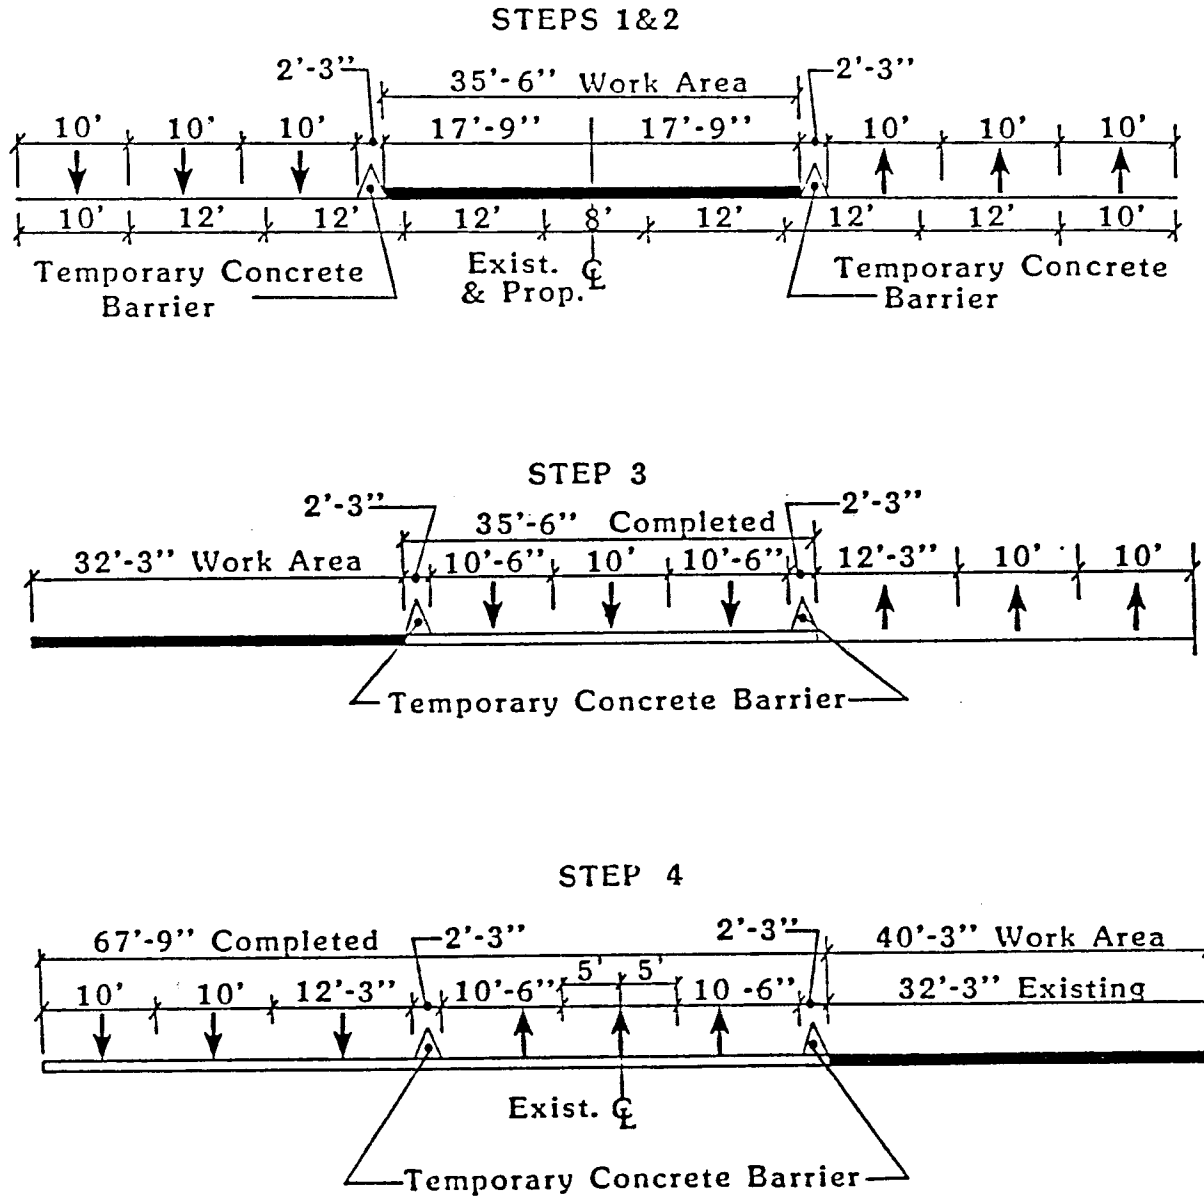 STEPS 1&2
2'-3" 35'-6" Work Area 2'-3"
10' 10' 10' 17'-9" 17'-9" 10' 10' 10'
10' 12' 12' 12' 8' 12' 12' 12' 10'
Temporary Concrete
Barrier
Exist. ℄
& Prop.
Temporary Concrete
Barrier
STEP 3
2'-3" 35'-6" Completed 2'-3"
32'-3" Work Area 10'-6" 10' 10'-6" 12'-3" 10' 10'
Temporary Concrete Barrier
STEP 4
67'-9" Completed 2'-3" 2'-3" 40'-3" Work Area
5' 5'
10' 10' 12'-3" 10'-6" 10 -6" 32'-3" Existing
Exist. ℄
Temporary Concrete Barrier